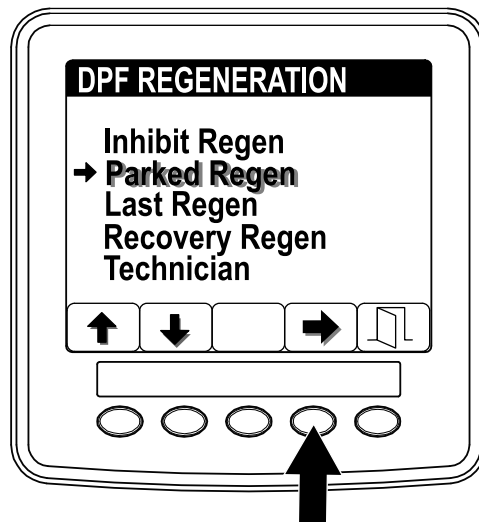 DPF REGENERATION
Inhibit Regen
Parked Regen
Last Regen
Recovery Regen
Technician